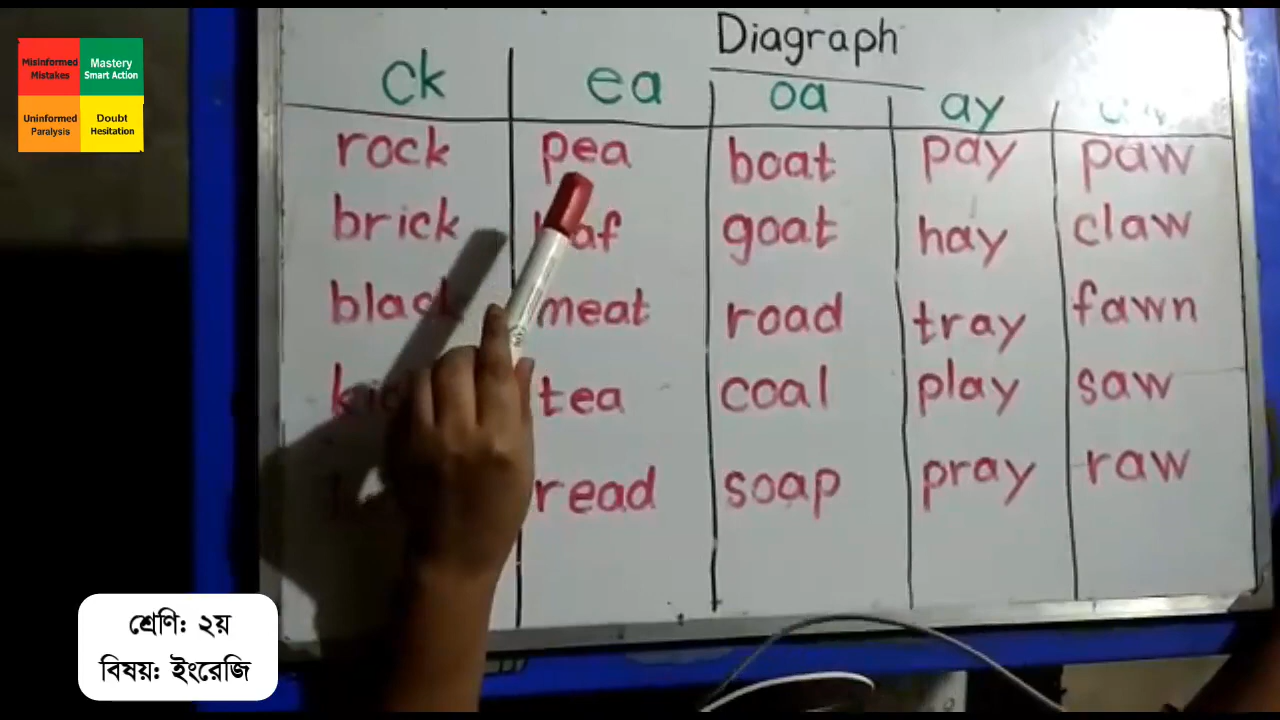 Misinformed Mistakes
Mastery Smart Action
Uninformed Paralysis
Doubt Hesitation
Diagraph
ck ea oa ay
rock pea boat pay paw
brick goat hay claw
meat road tray fawn
tea coal play saw
read soap pray raw
শ্রেণি: ২য়
বিষয়: ইংরেজি